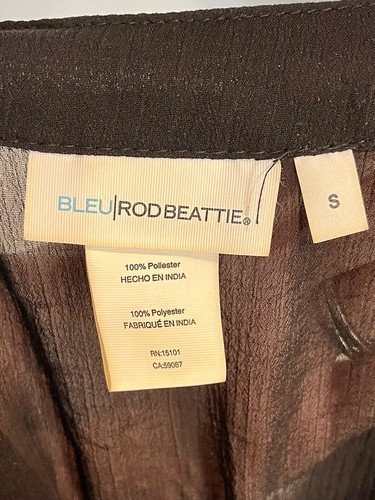 BLEU|RODBEATTIE®
S
100% Poliester
HECHO EN INDIA
100% Polyester
FABRIQUÉ EN INDIA
RN:15101
CA:59087